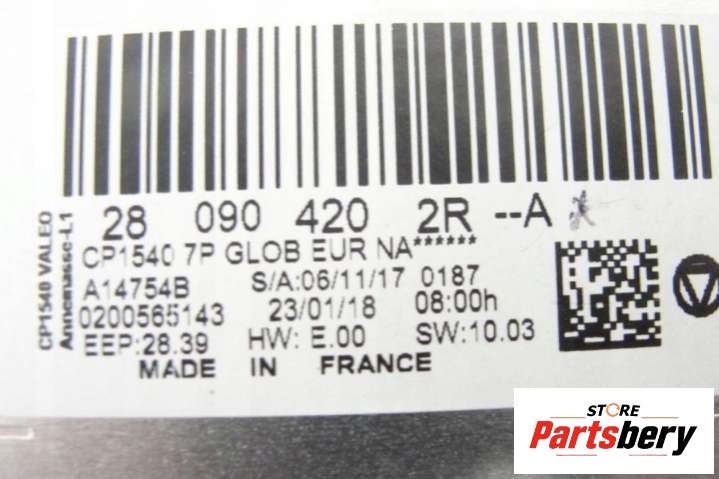 28 090 420 2R --A
CP1540 7P GLOB EUR NA******
A14754B S/A:06/11/17 0187
0200565143 23/01/18 08:00h
EEP:28.39 HW: E.00 SW:10.03
MADE IN FRANCE
CP1540 VALEO
Annemasse-L1
STORE
Partsbery